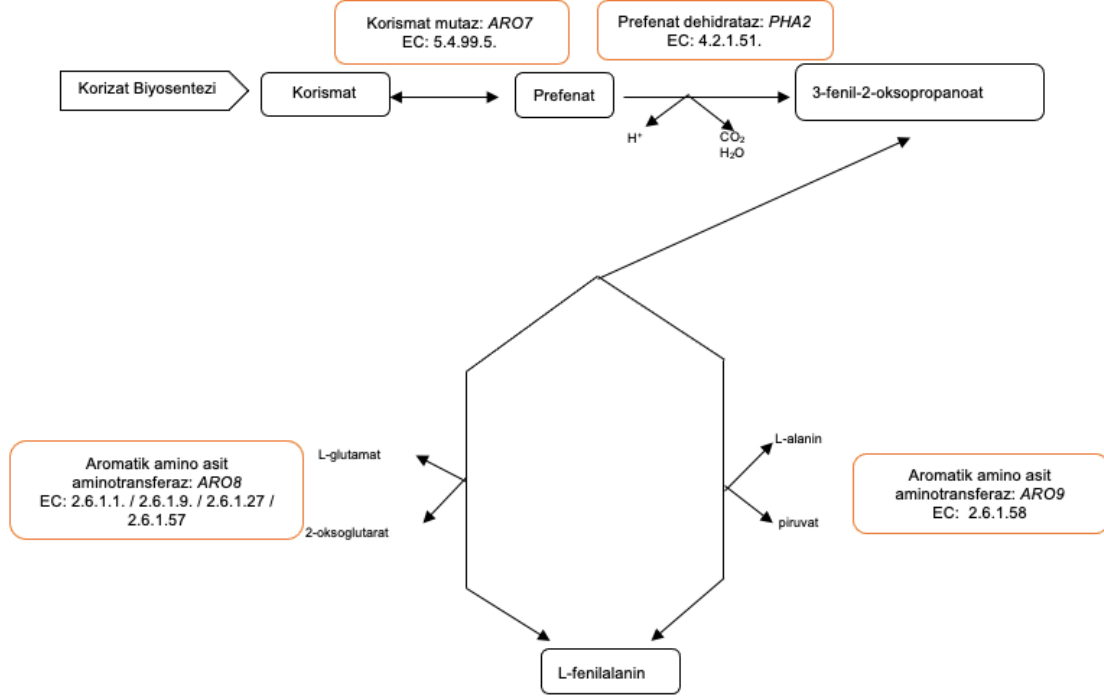 Korismat mutaz: ARO7
EC: 5.4.99.5.
Prefenat dehidrataz: PHA2
EC: 4.2.1.51.
Korizat Biyosentezi
Korismat
Prefenat
3-fenil-2-oksopropanoat
H⁺
CO₂
H₂O
L-glutamat
2-oksoglutarat
Aromatik amino asit
aminotransferaz: ARO8
EC: 2.6.1.1. / 2.6.1.9. / 2.6.1.27 /
2.6.1.57
L-alanin
piruvat
Aromatik amino asit
aminotransferaz: ARO9
EC: 2.6.1.58
L-fenilalanin